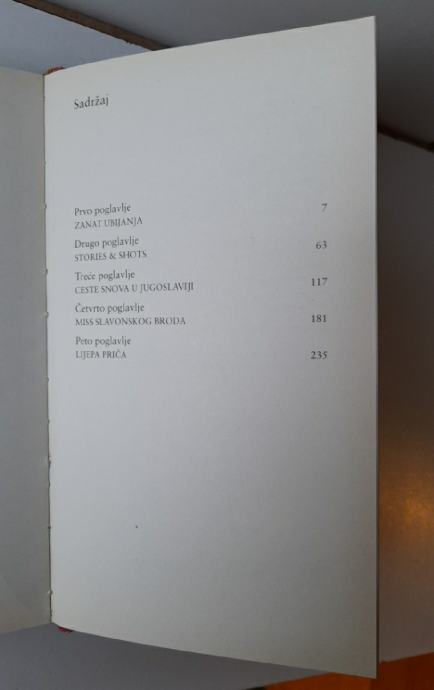 Sadržaj
Prvo poglavlje 7
ZANAT UBIJANJA
Drugo poglavlje 63
STORIES & SHOTS
Treće poglavlje 117
CESTE SNOVA U JUGOSLAVIJI
Četvrto poglavlje 181
MISS SLAVONSKOG BRODA
Peto poglavlje 235
LIJEPA PRIČA